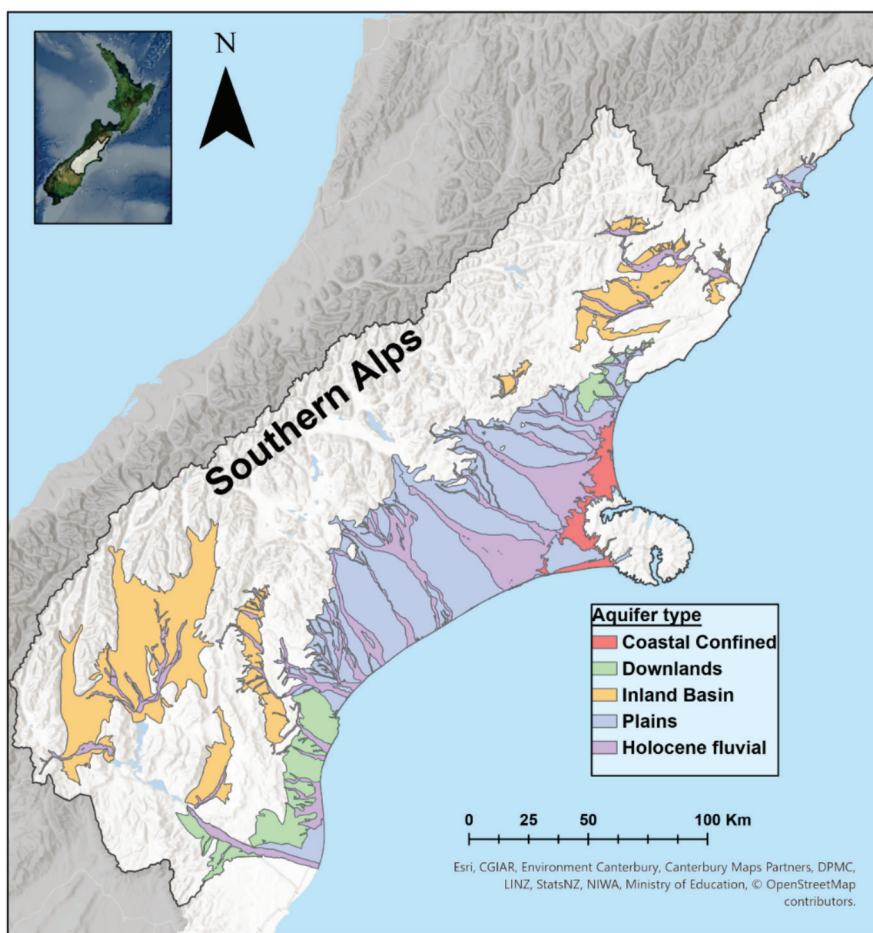 N
Southern Alps
Aquifer type
Coastal Confined
Downlands
Inland Basin
Plains
Holocene fluvial
0 25 50 100 Km
Esri, CGIAR, Environment Canterbury, Canterbury Maps Partners, DPMC,
LINZ, StatsNZ, NIWA, Ministry of Education, © OpenStreetMap
contributors.